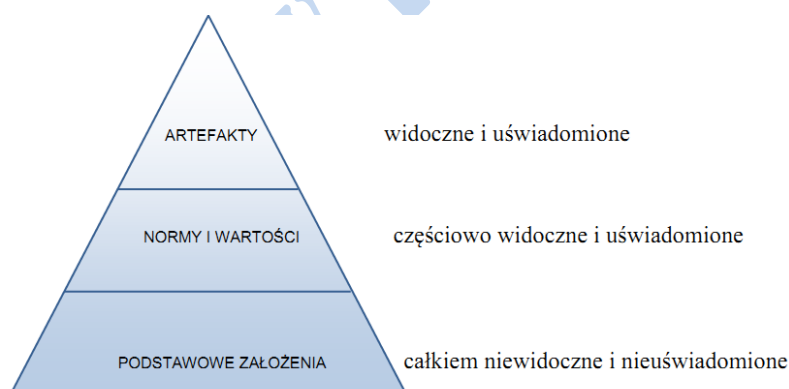 ARTEFAKTY widoczne i uświadomione
NORMY I WARTOŚCI częściowo widoczne i uświadomione
PODSTAWOWE ZAŁOŻENIA całkiem niewidoczne i nieuświadomione